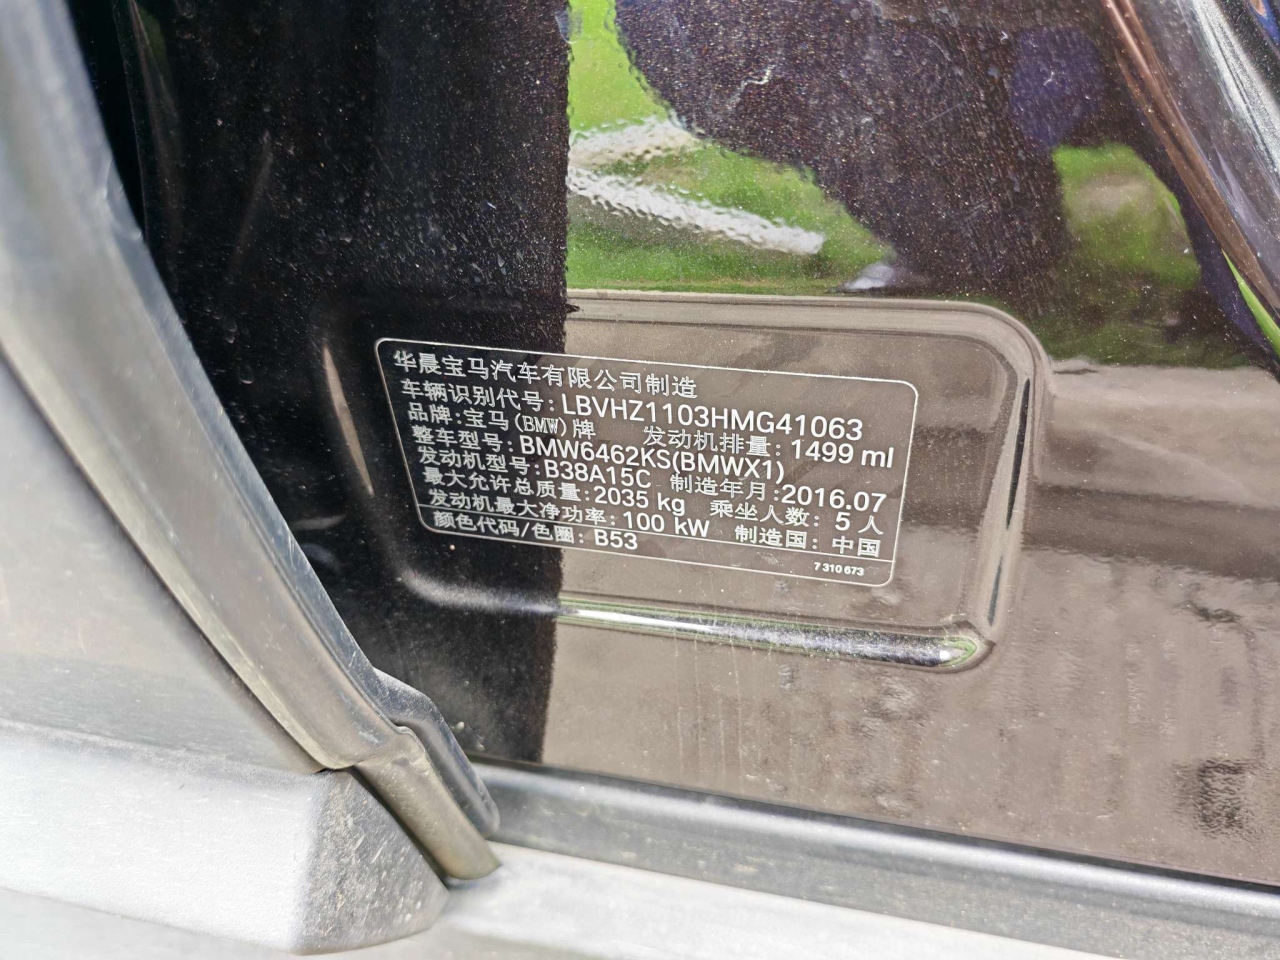 华晨宝马汽车有限公司制造
车辆识别代号: LBVHZ1103HMG41063
品牌: 宝马(BMW)牌 发动机排量: 1499 ml
整车型号: BMW6462KS(BMWX1)
发动机型号: B38A15C 制造年月: 2016.07
最大允许总质量: 2035 kg 乘坐人数: 5 人
发动机最大净功率: 100 kW 制造国: 中国
颜色代码/色圈: B53
7 310 673